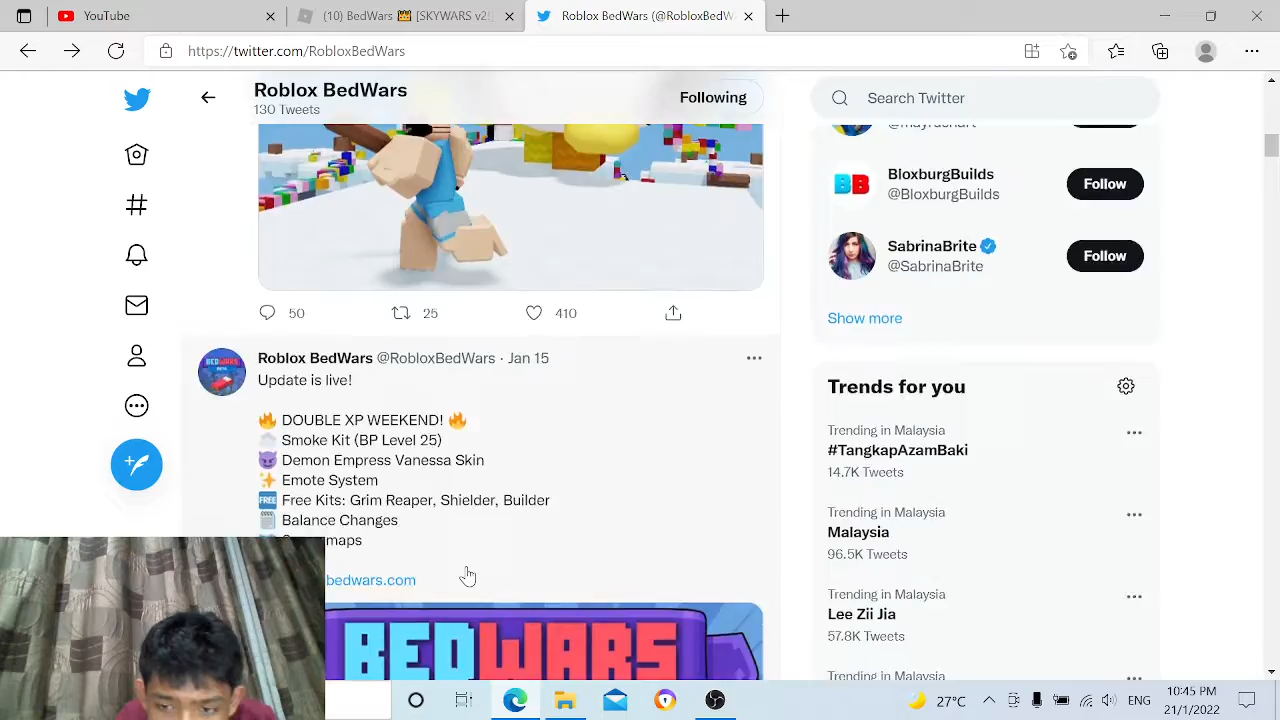 YouTube
(10) BedWars 👑 [SKYWARS v2!
Roblox BedWars (@RobloxBedWa
https://twitter.com/RobloxBedWars
Roblox BedWars
130 Tweets
Following
Search Twitter
@mayrushart
BB
BloxburgBuilds
@BloxburgBuilds
Follow
SabrinaBrite
@SabrinaBrite
Follow
Show more
50
25
410
Roblox BedWars @RobloxBedWars · Jan 15
Update is live!
🔥 DOUBLE XP WEEKEND! 🔥
Smoke Kit (BP Level 25)
😈 Demon Empress Vanessa Skin
✨ Emote System
🆓 Free Kits: Grim Reaper, Shielder, Builder
🗒️ Balance Changes
maps
bedwars.com
BEDWARS
Trends for you
Trending in Malaysia
#TangkapAzamBaki
14.7K Tweets
Trending in Malaysia
Malaysia
96.5K Tweets
Trending in Malaysia
Lee Zii Jia
57.8K Tweets
Trending in Malaysia
27°C
ENG
10:45 PM
21/1/2022